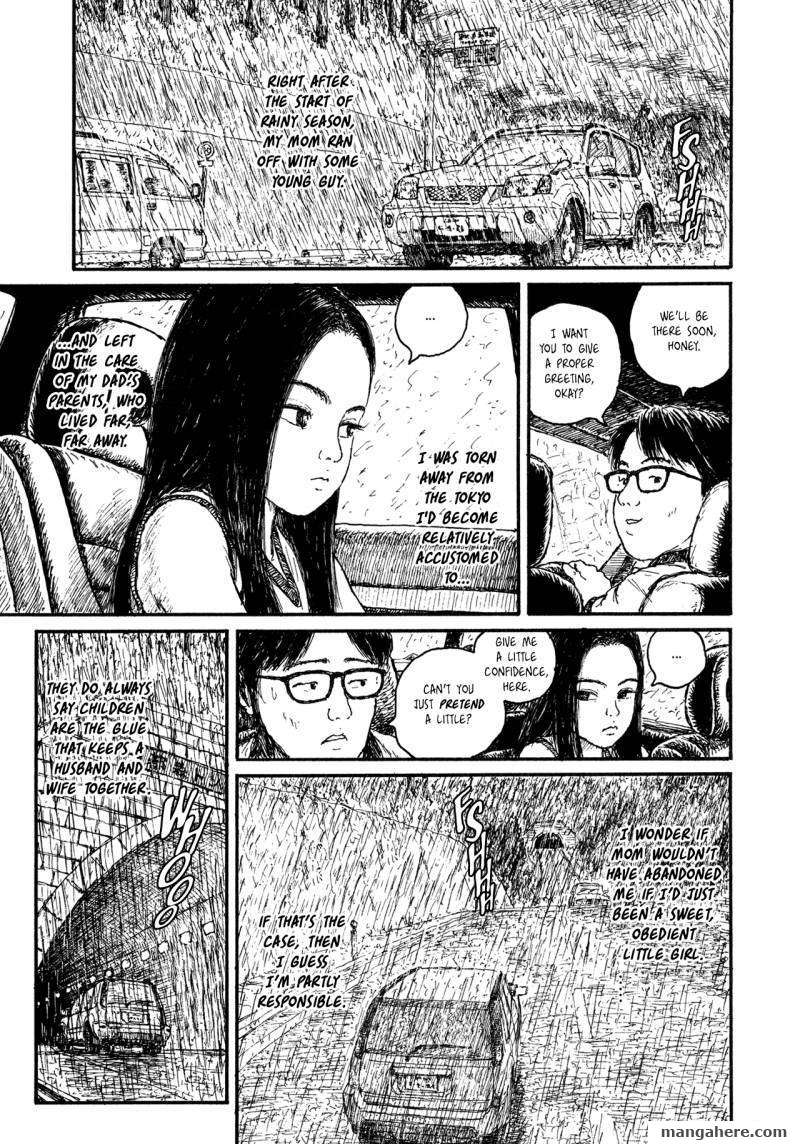 RIGHT AFTER
THE START OF
RAINY SEASON,
MY MOM RAN
OFF WITH SOME
YOUNG GUY.
FSHHHH
WE'LL BE
THERE SOON,
HONEY.
I WANT
YOU TO GIVE
A PROPER
GREETING,
OKAY?
...
I WAS TORN
AWAY FROM
THE TOKYO
I'D BECOME
RELATIVELY
ACCUSTOMED
TO...
...AND LEFT
IN THE CARE
OF MY DAD'S
PARENTS, WHO
LIVED FAR,
FAR AWAY.
...
GIVE ME
A LITTLE
CONFIDENCE,
HERE.
CAN'T YOU
JUST PRETEND
A LITTLE?
THEY DO ALWAYS
SAY CHILDREN
ARE THE GLUE
THAT KEEPS A
HUSBAND AND
WIFE TOGETHER.
WHOOO
FSHHHH
I WONDER IF
MOM WOULDN'T
HAVE ABANDONED
ME IF I'D JUST
BEEN A SWEET,
OBEDIENT
LITTLE GIRL.
IF THAT'S THE
CASE, THEN
I GUESS
I'M PARTLY
RESPONSIBLE.
mangahere.com